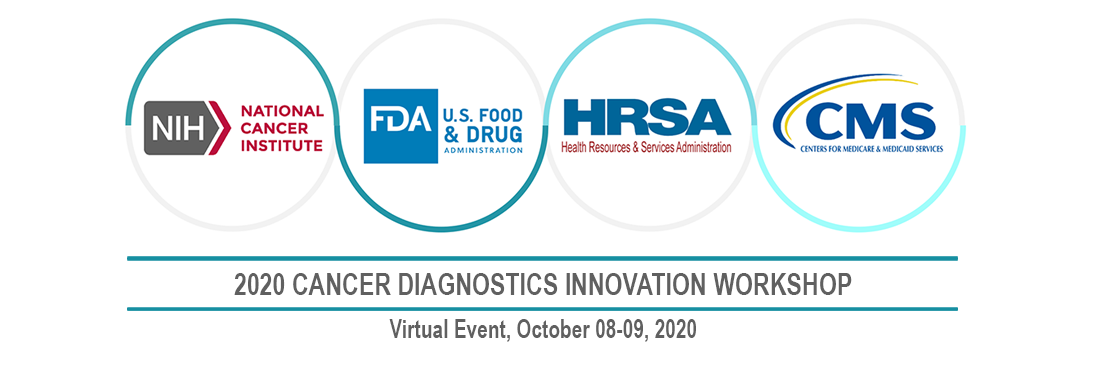 NIH
NATIONAL
CANCER
INSTITUTE
FDA
U.S. FOOD
& DRUG
ADMINISTRATION
HRSA
Health Resources & Services Administration
CMS
CENTERS FOR MEDICARE & MEDICAID SERVICES
2020 CANCER DIAGNOSTICS INNOVATION WORKSHOP
Virtual Event, October 08-09, 2020